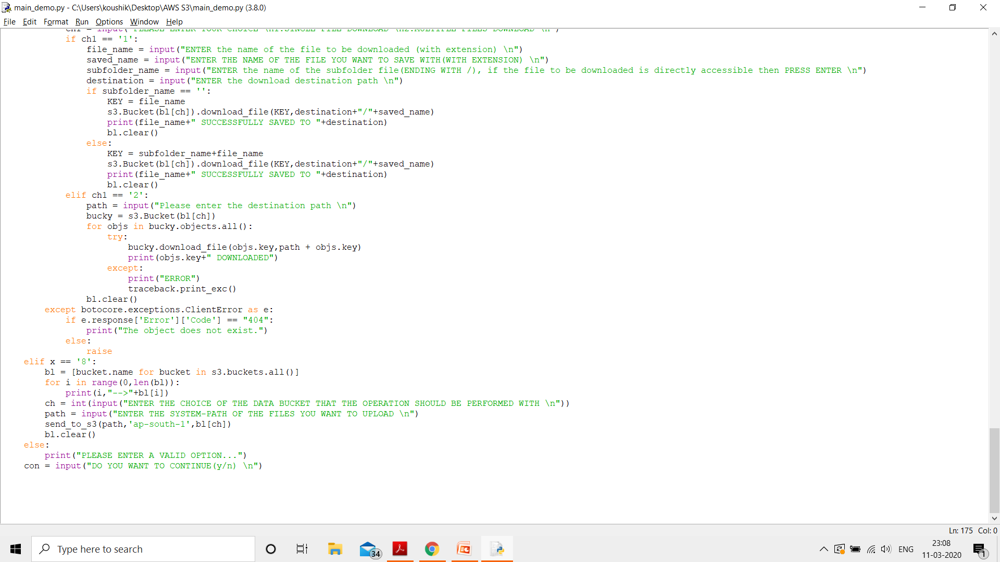 main_demo.py - C:\Users\koushik\Desktop\AWS S3\main_demo.py (3.8.0)
File Edit Format Run Options Window Help
ch1 = input("PLEASE ENTER YOUR CHOICE \n1.SINGLE FILE DOWNLOAD \n2.MULTIPLE FILES DOWNLOAD \n")
if ch1 == '1':
file_name = input("ENTER the name of the file to be downloaded (with extension) \n")
saved_name = input("ENTER THE NAME OF THE FILE YOU WANT TO SAVE WITH(WITH EXTENSION) \n")
subfolder_name = input("ENTER the name of the subfolder file(ENDING WITH /), if the file to be downloaded is directly accessible then PRESS ENTER \n")
destination = input("ENTER the download destination path \n")
if subfolder_name == '':
KEY = file_name
s3.Bucket(bl[ch]).download_file(KEY,destination+"/"+saved_name)
print(file_name+" SUCCESSFULLY SAVED TO "+destination)
bl.clear()
else:
KEY = subfolder_name+file_name
s3.Bucket(bl[ch]).download_file(KEY,destination+"/"+saved_name)
print(file_name+" SUCCESSFULLY SAVED TO "+destination)
bl.clear()
elif ch1 == '2':
path = input("Please enter the destination path \n")
bucky = s3.Bucket(bl[ch])
for objs in bucky.objects.all():
try:
bucky.download_file(objs.key,path + objs.key)
print(objs.key+" DOWNLOADED")
except:
print("ERROR")
traceback.print_exc()
bl.clear()
except botocore.exceptions.ClientError as e:
if e.response['Error']['Code'] == "404":
print("The object does not exist.")
else:
raise
elif x == '8':
bl = [bucket.name for bucket in s3.buckets.all()]
for i in range(0,len(bl)):
print(i,"-->"+bl[i])
ch = int(input("ENTER THE CHOICE OF THE DATA BUCKET THAT THE OPERATION SHOULD BE PERFORMED WITH \n"))
path = input("ENTER THE SYSTEM-PATH OF THE FILES YOU WANT TO UPLOAD \n")
send_to_s3(path,'ap-south-1',bl[ch])
bl.clear()
else:
print("PLEASE ENTER A VALID OPTION...")
con = input("DO YOU WANT TO CONTINUE(y/n) \n")
Ln: 175 Col: 0
Type here to search
34
ENG
23:08
11-03-2020
1